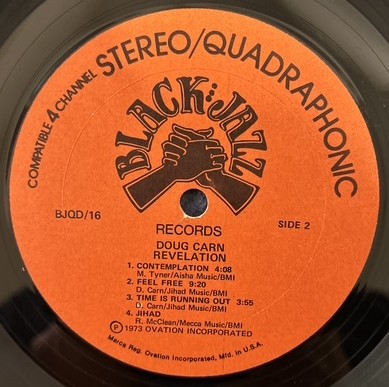 COMPATIBLE 4 CHANNEL STEREO/QUADRAPHONIC
BLACK JAZZ
RECORDS
BJQD/16
SIDE 2
DOUG CARN
REVELATION
1. CONTEMPLATION 4:08
M. Tyner/Aisha Music/BMI
2. FEEL FREE 9:20
D. Carn/Jihad Music/BMI
3. TIME IS RUNNING OUT 3:55
D. Carn/Jihad Music/BMI
4. JIHAD
R. McClean/Mecca Music/BMI
Ⓟ 1973 OVATION INCORPORATED
Marca Reg. Ovation Incorporated, Mfd. in U.S.A.